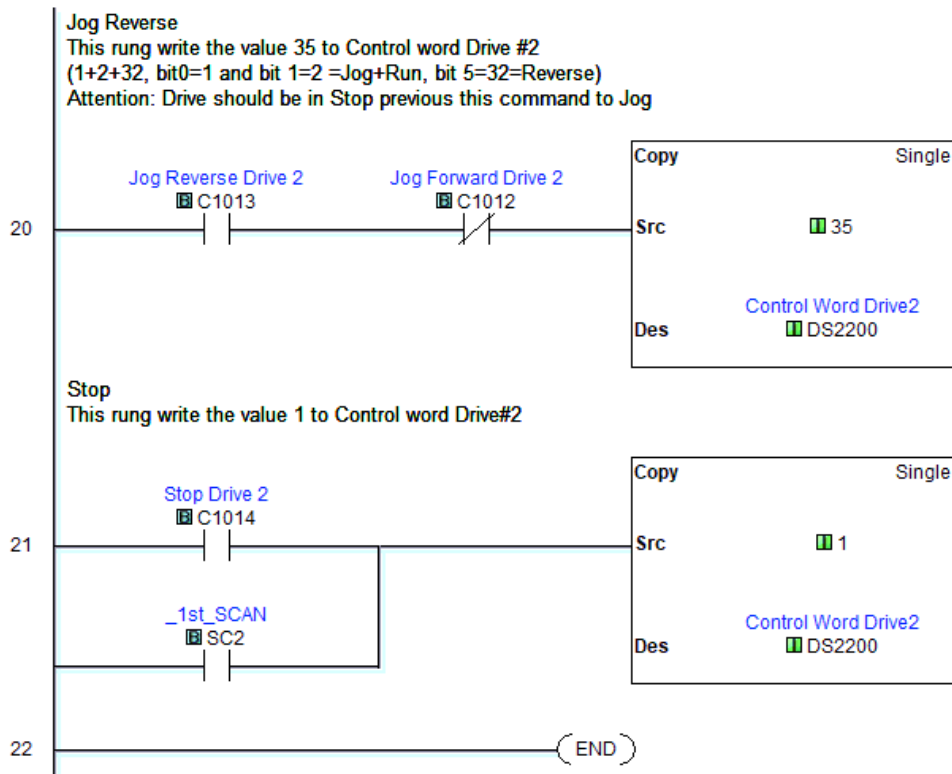 Jog Reverse
This rung write the value 35 to Control word Drive #2
(1+2+32, bit0=1 and bit 1=2 =Jog+Run, bit 5=32=Reverse)
Attention: Drive should be in Stop previous this command to Jog
Copy Single
Jog Reverse Drive 2 Jog Forward Drive 2
B C1013 B C1012
20 Src I 35
Control Word Drive2
Des I DS2200
Stop
This rung write the value 1 to Control word Drive#2
Copy Single
Stop Drive 2
B C1014
21 Src I 1
_1st_SCAN Control Word Drive2
B SC2 Des I DS2200
22 END